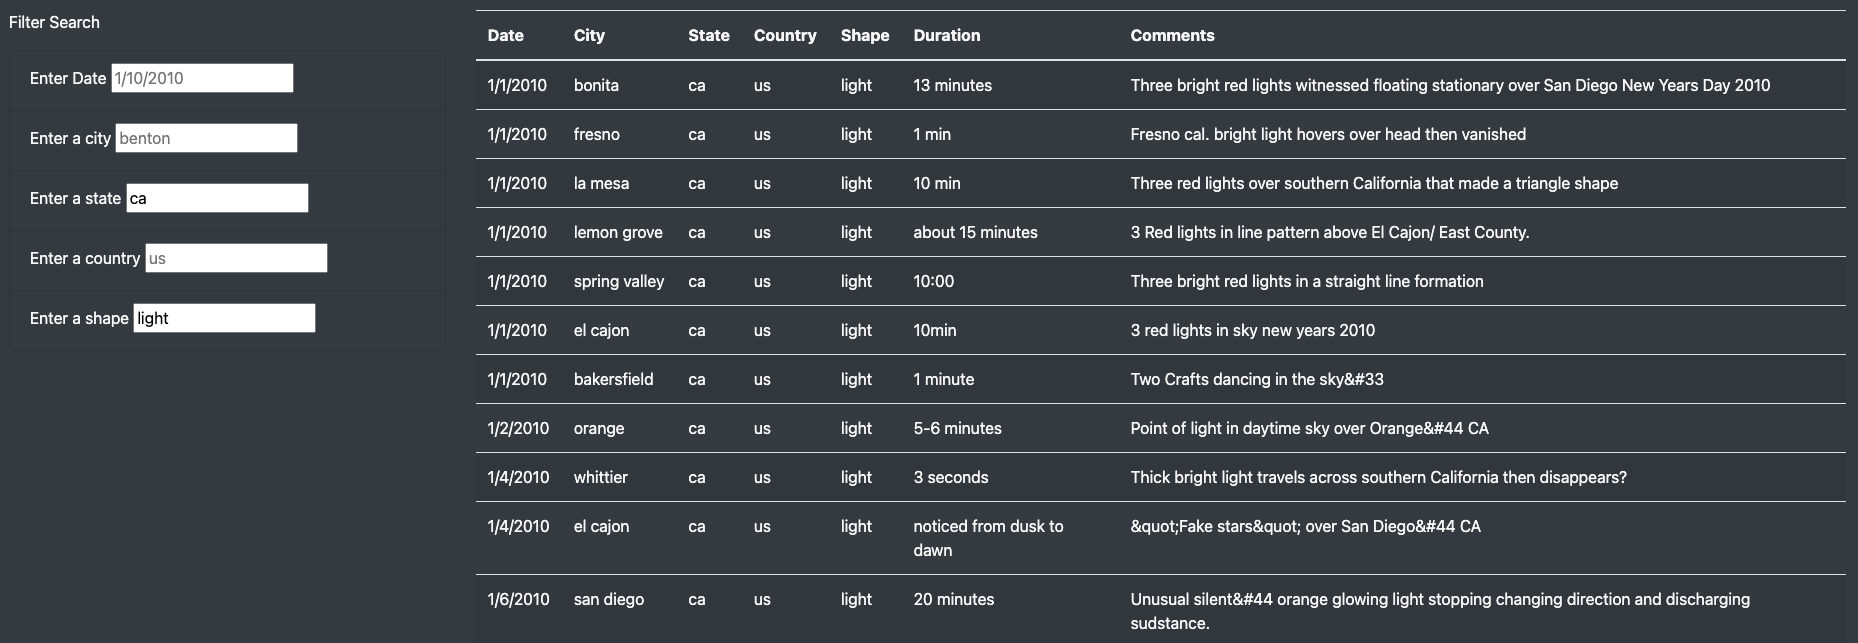 Filter Search
Enter Date 1/10/2010
Enter a city benton
Enter a state ca
Enter a country us
Enter a shape light
Date City State Country Shape Duration Comments
1/1/2010 bonita ca us light 13 minutes Three bright red lights witnessed floating stationary over San Diego New Years Day 2010
1/1/2010 fresno ca us light 1 min Fresno cal. bright light hovers over head then vanished
1/1/2010 la mesa ca us light 10 min Three red lights over southern California that made a triangle shape
1/1/2010 lemon grove ca us light about 15 minutes 3 Red lights in line pattern above El Cajon/ East County.
1/1/2010 spring valley ca us light 10:00 Three bright red lights in a straight line formation
1/1/2010 el cajon ca us light 10min 3 red lights in sky new years 2010
1/1/2010 bakersfield ca us light 1 minute Two Crafts dancing in the sky&#33
1/2/2010 orange ca us light 5-6 minutes Point of light in daytime sky over Orange&#44 CA
1/4/2010 whittier ca us light 3 seconds Thick bright light travels across southern California then disappears?
1/4/2010 el cajon ca us light noticed from dusk to &quot;Fake stars&quot; over San Diego&#44 CA
dawn
1/6/2010 san diego ca us light 20 minutes Unusual silent&#44 orange glowing light stopping changing direction and discharging
sudstance.